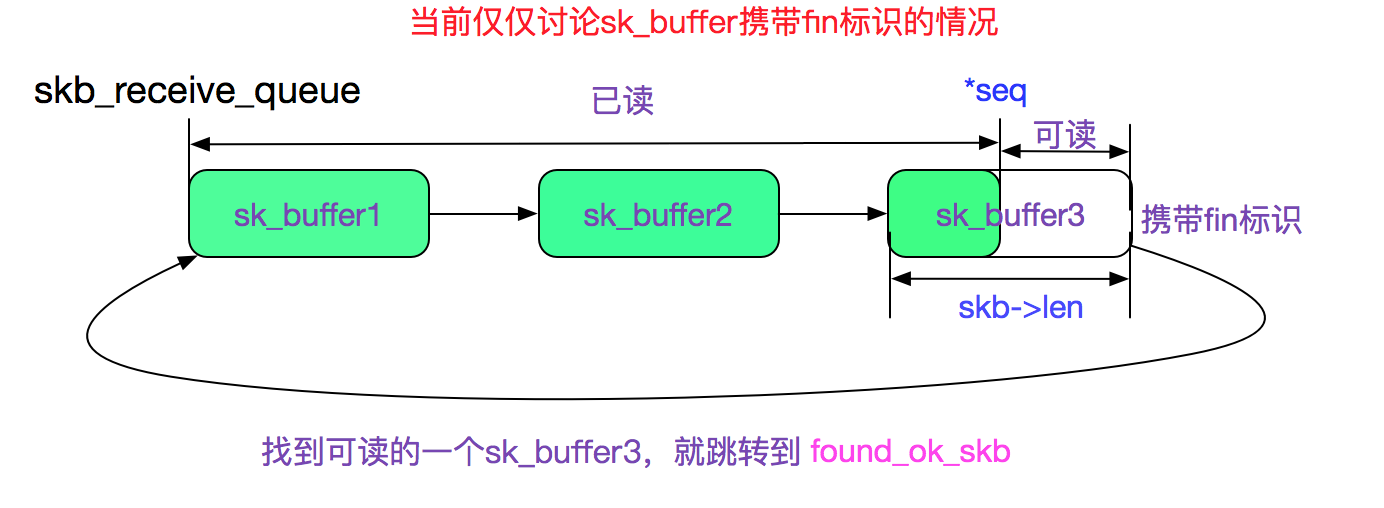 当前仅仅讨论sk_buffer携带fin标识的情况
skb_receive_queue
已读
*seq
可读
sk_buffer1
sk_buffer2
sk_buffer3
携带fin标识
skb->len
找到可读的一个sk_buffer3，就跳转到 found_ok_skb